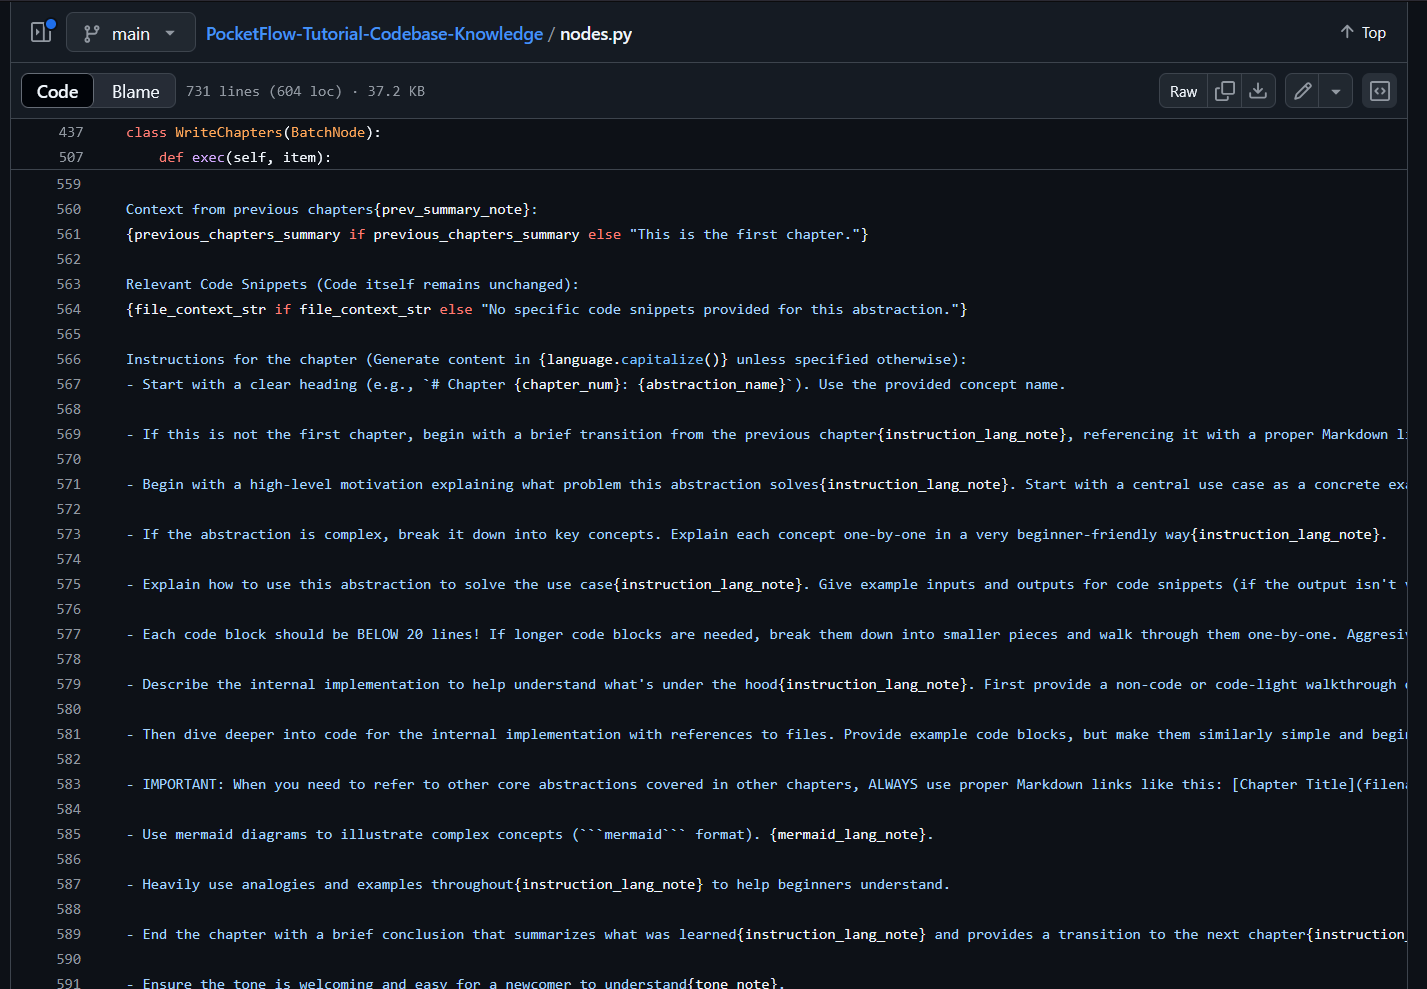 main PocketFlow-Tutorial-Codebase-Knowledge / nodes.py Top
Code Blame 731 lines (604 loc) · 37.2 KB Raw
437 class WriteChapters(BatchNode):
507 def exec(self, item):
559
560 Context from previous chapters{prev_summary_note}:
561 {previous_chapters_summary if previous_chapters_summary else "This is the first chapter."}
562
563 Relevant Code Snippets (Code itself remains unchanged):
564 {file_context_str if file_context_str else "No specific code snippets provided for this abstraction."}
565
566 Instructions for the chapter (Generate content in {language.capitalize()} unless specified otherwise):
567 - Start with a clear heading (e.g., `# Chapter {chapter_num}: {abstraction_name}`). Use the provided concept name.
568
569 - If this is not the first chapter, begin with a brief transition from the previous chapter{instruction_lang_note}, referencing it with a proper Markdown
570
571 - Begin with a high-level motivation explaining what problem this abstraction solves{instruction_lang_note}. Start with a central use case as a concrete
572
573 - If the abstraction is complex, break it down into key concepts. Explain each concept one-by-one in a very beginner-friendly way{instruction_lang_note}.
574
575 - Explain how to use this abstraction to solve the use case{instruction_lang_note}. Give example inputs and outputs for code snippets (if the output isn't
576
577 - Each code block should be BELOW 20 lines! If longer code blocks are needed, break them down into smaller pieces and walk through them one-by-one. Aggresiv
578
579 - Describe the internal implementation to help understand what's under the hood{instruction_lang_note}. First provide a non-code or code-light walkthrough
580
581 - Then dive deeper into code for the internal implementation with references to files. Provide example code blocks, but make them similarly simple and begi
582
583 - IMPORTANT: When you need to refer to other core abstractions covered in other chapters, ALWAYS use proper Markdown links like this: [Chapter Title](filen
584
585 - Use mermaid diagrams to illustrate complex concepts (```mermaid``` format). {mermaid_lang_note}.
586
587 - Heavily use analogies and examples throughout{instruction_lang_note} to help beginners understand.
588
589 - End the chapter with a brief conclusion that summarizes what was learned{instruction_lang_note} and provides a transition to the next chapter{instruction_
590
591 - Ensure the tone is welcoming and easy for a newcomer to understand{tone_note}.